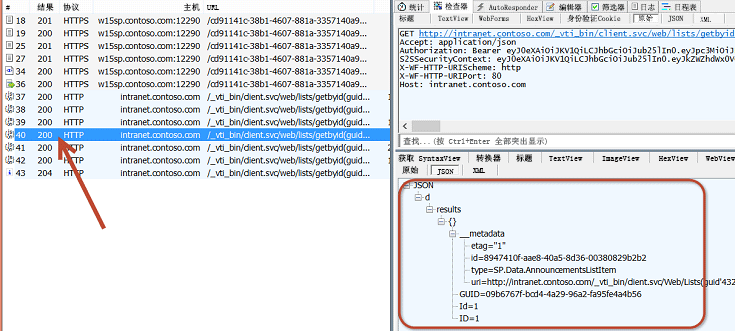 # 结果 协议 主机 URL
18 201 HTTPS w15sp.contoso.com:12290 /cd91141c-38b1-4607-881a-3357140a9...
19 201 HTTPS w15sp.contoso.com:12290 /cd91141c-38b1-4607-881a-3357140a9...
20 201 HTTPS w15sp.contoso.com:12290 /cd91141c-38b1-4607-881a-3357140a9...
21 200 HTTPS w15sp.contoso.com:12290 /cd91141c-38b1-4607-881a-3357140a9...
29 200 HTTPS w15sp.contoso.com:12290 /cd91141c-38b1-4607-881a-3357140a9...
34 200 HTTPS w15sp.contoso.com:12290 /cd91141c-38b1-4607-881a-3357140a9...
36 200 HTTPS w15sp.contoso.com:12290 /cd91141c-38b1-4607-881a-3357140a9...
37 200 HTTP intranet.contoso.com /_vti_bin/client.svc/web/lists/getbyid(guid...
38 200 HTTP intranet.contoso.com /_vti_bin/client.svc/web/lists/getbyid(guid...
39 200 HTTP intranet.contoso.com /_vti_bin/client.svc/web/lists/getbyid(guid...
40 200 HTTP intranet.contoso.com /_vti_bin/client.svc/web/lists/getbyid(guid...
41 200 HTTP intranet.contoso.com /_vti_bin/client.svc/web/lists/getbyid(guid...
42 200 HTTP intranet.contoso.com /_vti_bin/client.svc/web/lists/getbyid(guid...
43 204 HTTP intranet.contoso.com /_vti_bin/client.svc/web/lists/getbyid(guid...
统计 检查器 AutoResponder 编辑器 筛选器 日志 日程表
标题 TextView WebForms HexView 身份验证 Cookie 原始 JSON XML
GET http://intranet.contoso.com/_vti_bin/client.svc/web/lists/getbyid
Accept: application/json
Authorization: Bearer
S2SSecurityContext:
X-WF-HTTP-URIScheme: http
X-WF-HTTP-URIPORT: 80
Host: intranet.contoso.com
查找...(按 Ctrl+Enter 全部突出显示)
获取 SyntaxView 转换器 标题 TextView ImageView HexView WebView
原始 JSON XML
JSON
d
results
{}
__metadata
etag="1"
id=8947410f-aae8-40a5-8d36-00380829b2b2
type=SP.Data.AnnouncementsListItem
uri=http://intranet.contoso.com/_vti_bin/client.svc/Web/Lists(guid'432
GUID=09b6767f-bcd4-4a29-96a2-fa95fe4a4b56
Id=1
ID=1